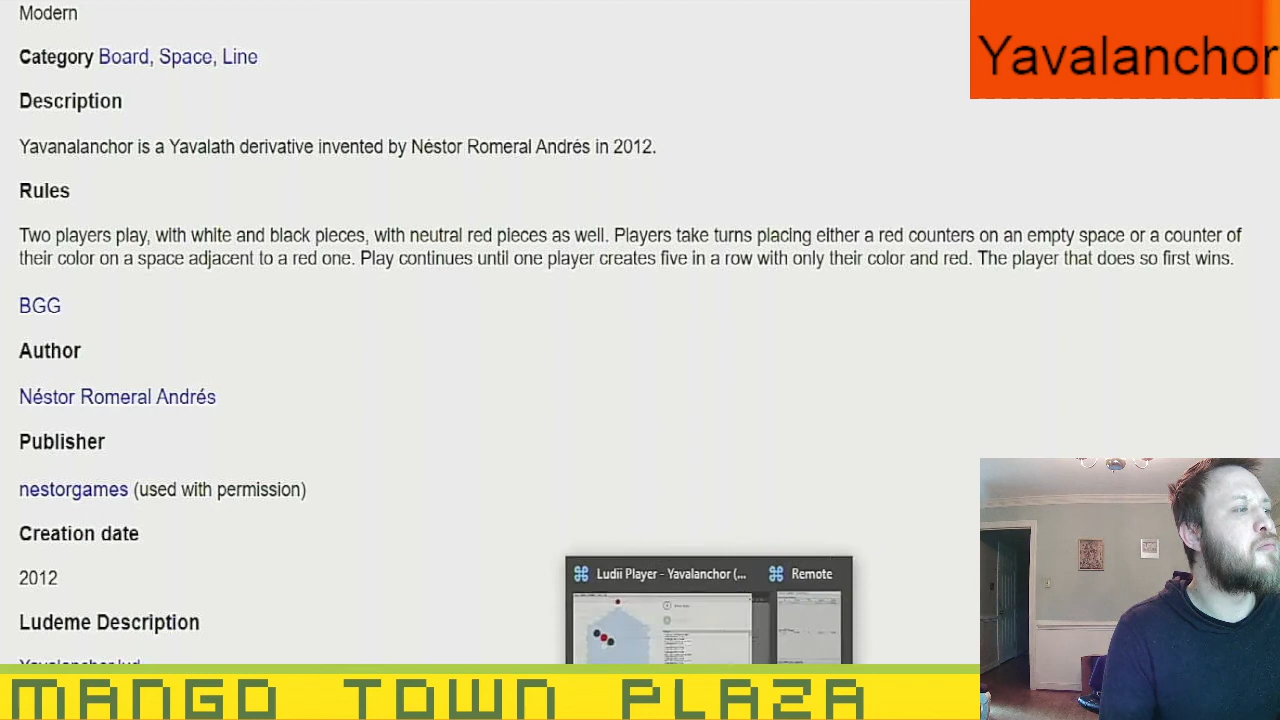 Modern
Yavalanchor
Category Board, Space, Line
Description
Yavanalanchor is a Yavalath derivative invented by Néstor Romeral Andrés in 2012.
Rules
Two players play, with white and black pieces, with neutral red pieces as well. Players take turns placing either a red counters on an empty space or a counter of
their color on a space adjacent to a red one. Play continues until one player creates five in a row with only their color and red. The player that does so first wins.
BGG
Author
Néstor Romeral Andrés
Publisher
nestorgames (used with permission)
Creation date
2012
Ludii Player - Yavalanchor (... Remote
Ludeme Description
Yavalanchor.lud
MANGO TOWN PLAZA